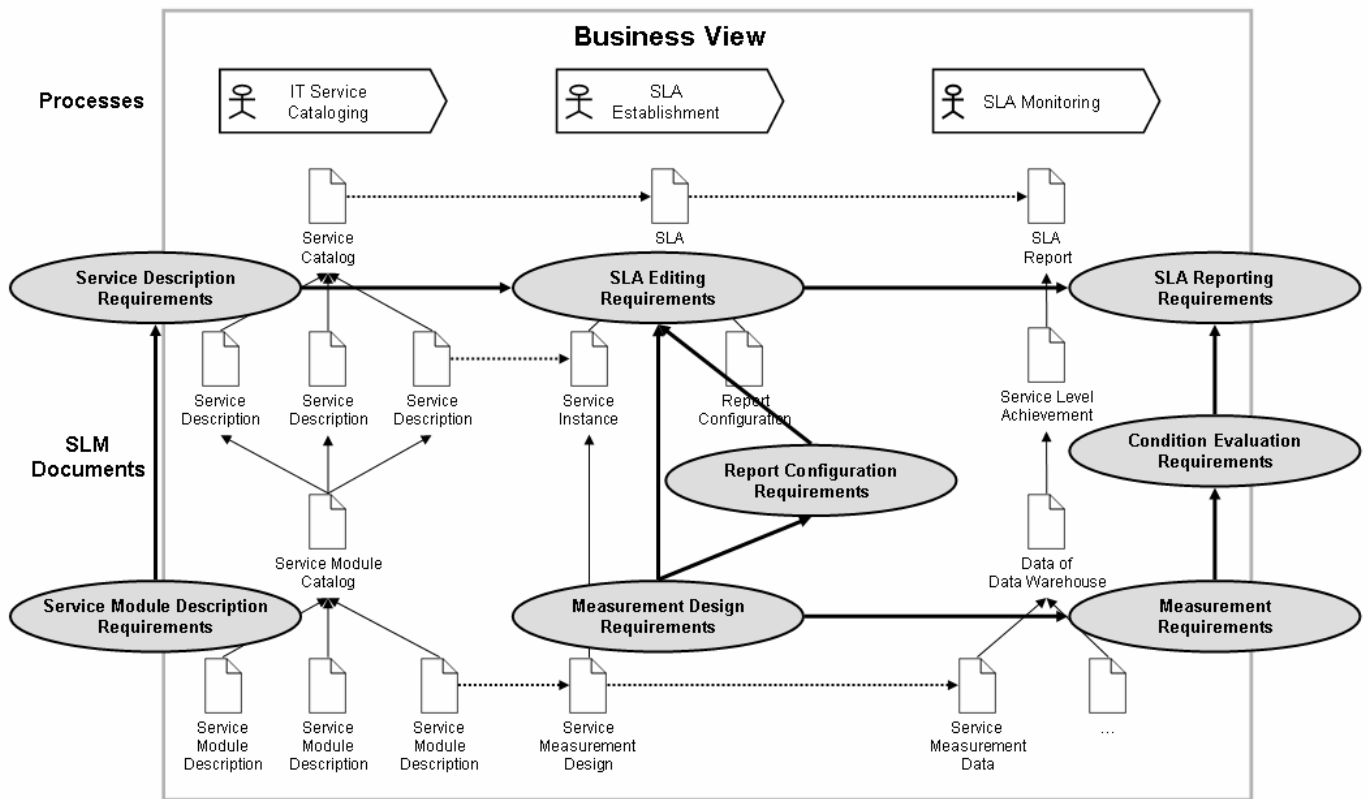 Business View
Processes
IT Service
Cataloging
SLA
Establishment
SLA Monitoring
Service
Catalog
SLA
SLA
Report
Service Description
Requirements
SLA Editing
Requirements
SLA Reporting
Requirements
Service
Description
Service
Description
Service
Description
Service
Instance
Report
Configuration
Service Level
Achievement
SLM
Documents
Condition Evaluation
Requirements
Report Configuration
Requirements
Service Module
Catalog
Data of
Data Warehouse
Service Module Description
Requirements
Measurement Design
Requirements
Measurement
Requirements
Service
Module
Description
Service
Module
Description
Service
Module
Description
Service
Measurement
Design
Service
Measurement
Data
...